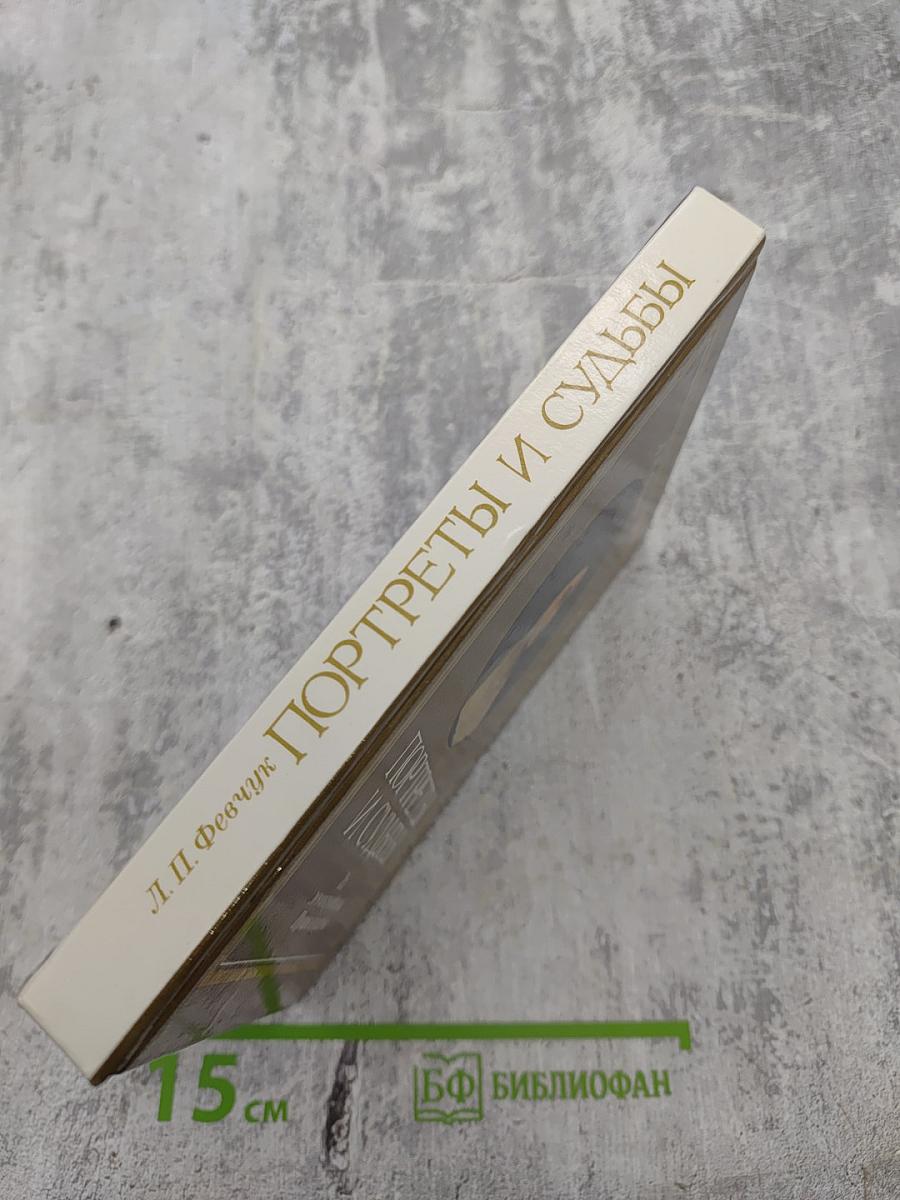 Л. П. Февчук ПОРТРЕТЫ И СУДЬБЫ
15 см
БФ БИБЛИОФАН